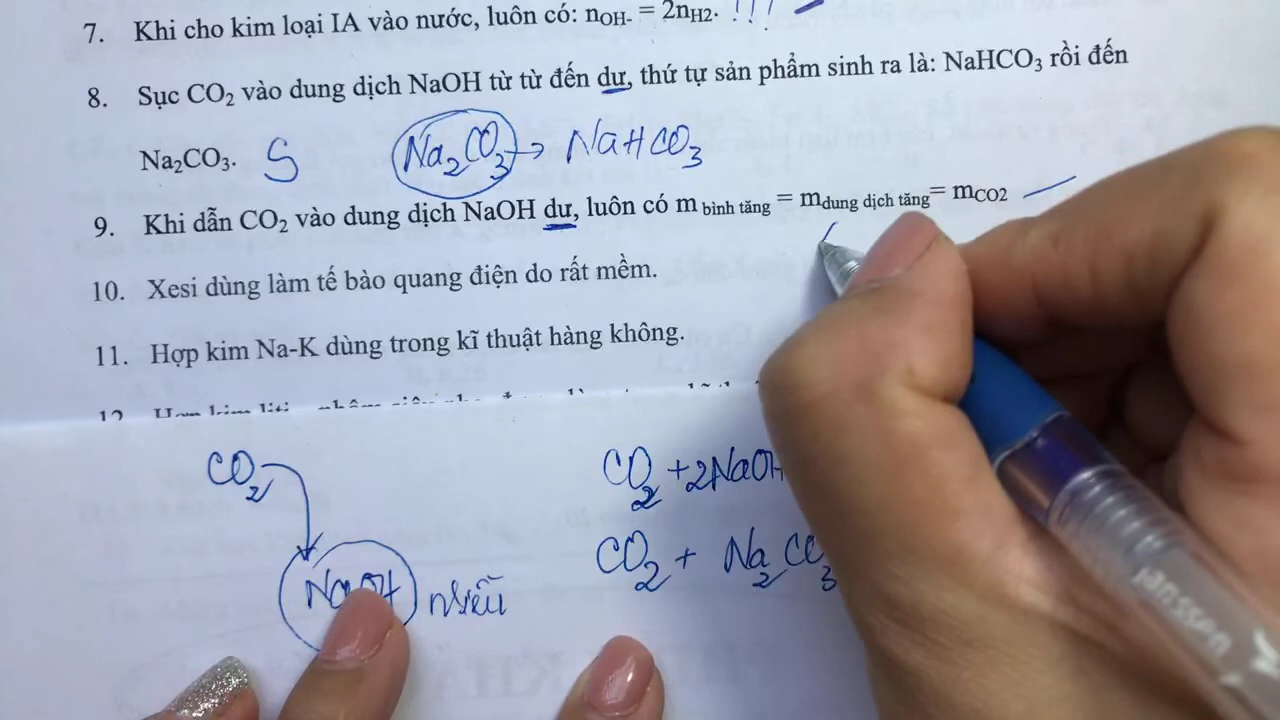 7. Khi cho kim loại IA vào nước, luôn có: nOH- = 2nH2. !!!
8. Sục CO2 vào dung dịch NaOH từ từ đến dư, thứ tự sản phẩm sinh ra là: NaHCO3 rồi đến
Na2CO3. S Na2CO3 → NaHCO3
9. Khi dẫn CO2 vào dung dịch NaOH dư, luôn có m bình tăng = mdung dịch tăng= mCO2
10. Xesi dùng làm tế bào quang điện do rất mềm.
11. Hợp kim Na-K dùng trong kĩ thuật hàng không.
12
CO2 CO2 +2NaOH
CO2 + Na2CO3
NaOH nhiều